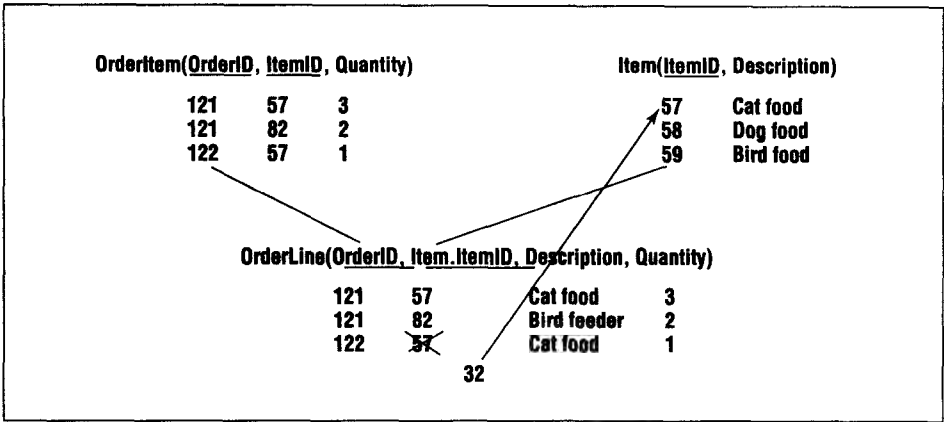 OrderItem(OrderID, ItemID, Quantity)
121 57 3
121 82 2
122 57 1
Item(ItemID, Description)
57 Cat food
58 Dog food
59 Bird food
OrderLine(OrderID, Item.ItemID, Description, Quantity)
121 57 Cat food 3
121 82 Bird feeder 2
122 57 Cat food 1
32